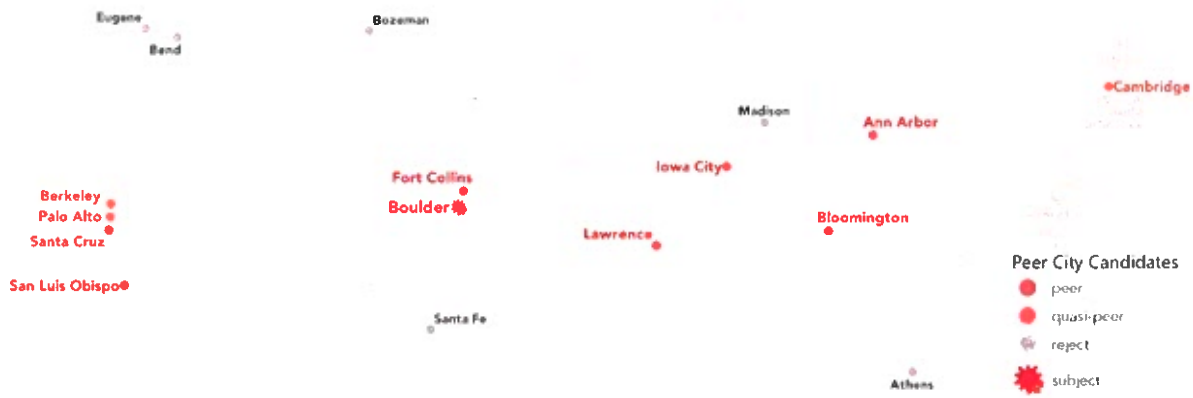 Eugene
Bend
Bozeman
Cambridge
Madison
Ann Arbor
Iowa City
Fort Collins
Boulder
Berkeley
Palo Alto
Santa Cruz
Lawrence
Bloomington
San Luis Obispo
Santa Fe
Athens
Peer City Candidates
peer
quasi-peer
reject
subject